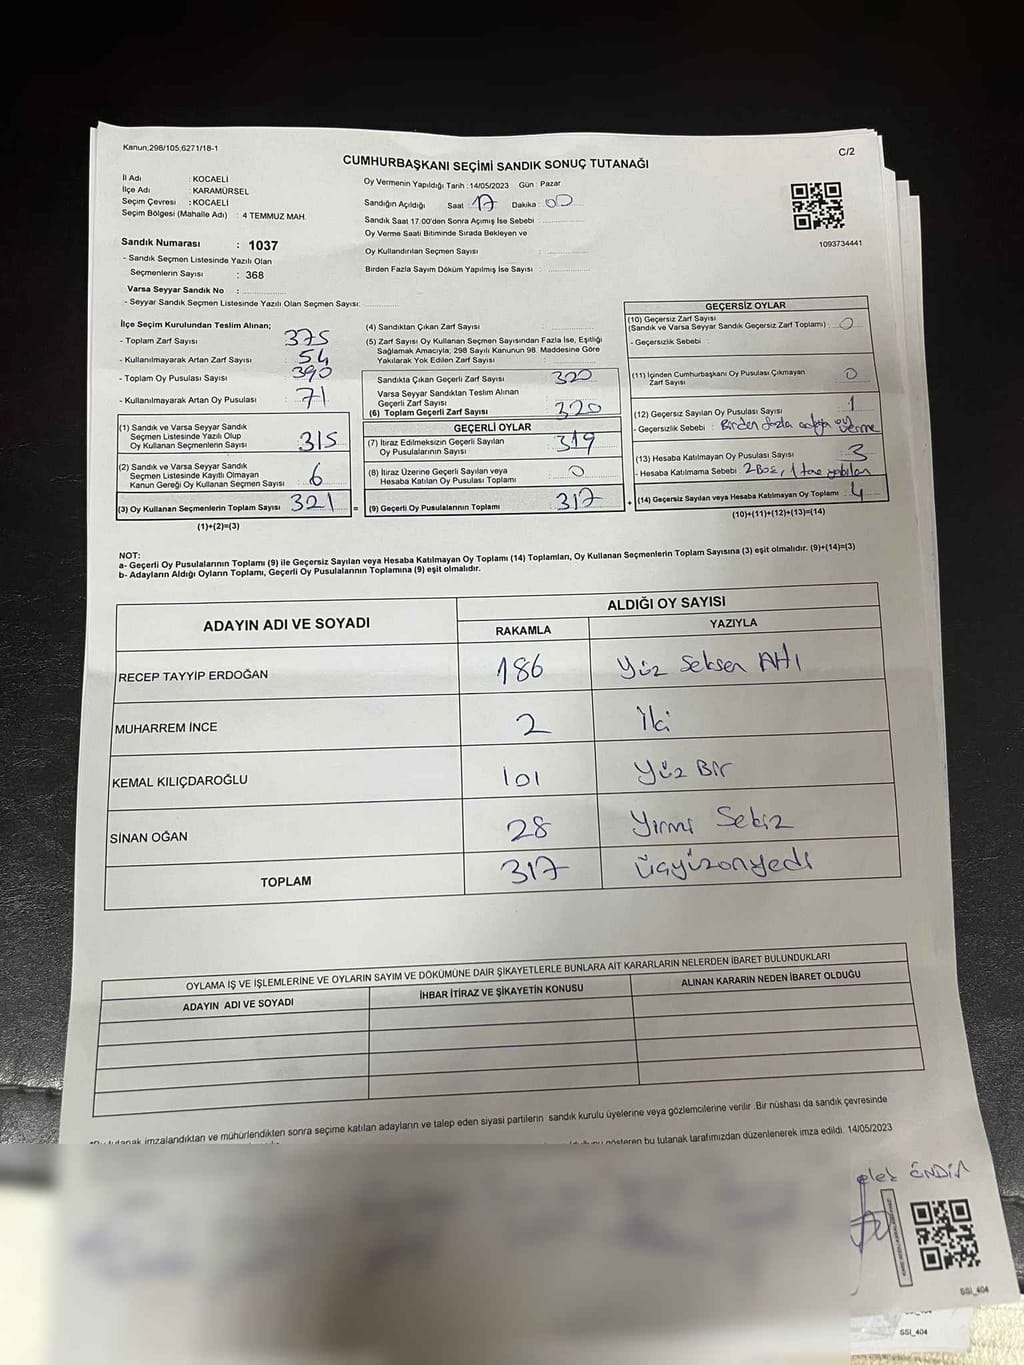 Kanun,298/105;6271/18-1
C/2
CUMHURBAŞKANI SEÇİMİ SANDIK SONUÇ TUTANAĞI
İl Adı : KOCAELİ
İlçe Adı : KARAMÜRSEL
Seçim Çevresi : KOCAELİ
Seçim Bölgesi (Mahalle Adı) : 4 TEMMUZ MAH.
Oy Vermenin Yapıldığı Tarih : 14/05/2023 Gün : Pazar
Sandığın Açıldığı Saat : 17 Dakika : 00
Sandık Saat 17.00'den Sonra Açmış İse Sebebi :
Oy Verme Saati Bitiminde Sırada Bekleyen ve
Oy Kullandırılan Seçmen Sayısı :
Birden Fazla Sayım Döküm Yapılmış İse Sayısı :
1093734441
Sandık Numarası : 1037
- Sandık Seçmen Listesinde Yazılı Olan
Seçmenlerin Sayısı : 368
Varsa Seyyar Sandık No :
- Seyyar Sandık Seçmen Listesinde Yazılı Olan Seçmen Sayısı:
İlçe Seçim Kurulundan Teslim Alınan;
- Toplam Zarf Sayısı : 375
- Kullanılmayarak Artan Zarf Sayısı : 54
- Toplam Oy Pusulası Sayısı : 390
- Kullanılmayarak Artan Oy Pusulası : 71
(1) Sandık ve Varsa Seyyar Sandık
Seçmen Listesinde Yazılı Olup
Oy Kullanan Seçmenlerin Sayısı : 315
(2) Sandık ve Varsa Seyyar Sandık
Seçmen Listesinde Kayıtlı Olmayan
Kanun Gereği Oy Kullanan Seçmen Sayısı : 6
(3) Oy Kullanan Seçmenlerin Toplam Sayısı : 321
(1)+(2)=(3)
(4) Sandıktan Çıkan Zarf Sayısı :
(5) Zarf Sayısı Oy Kullanan Seçmen Sayısından Fazla İse, Eşitliği
Sağlamak Amacıyla, 298 Sayılı Kanunun 98. Maddesine Göre
Yakılarak Yok Edilen Zarf Sayısı :
Sandıkta Çıkan Geçerli Zarf Sayısı : 320
Varsa Seyyar Sandıktan Teslim Alınan
Geçerli Zarf Sayısı
(6) Toplam Geçerli Zarf Sayısı : 320
GEÇERLİ OYLAR
(7) İtiraz Edilmeksizin Geçerli Sayılan
Oy Pusulalarının Sayısı : 319
(8) İtiraz Üzerine Geçerli Sayılan veya
Hesaba Katılan Oy Pusulası Toplamı : 0
= (9) Geçerli Oy Pusulalarının Toplamı : 317 +
GEÇERSİZ OYLAR
(10) Geçersiz Zarf Sayısı
(Sandık ve Varsa Seyyar Sandık Geçersiz Zarf Toplamı) : 0
- Geçersizlik Sebebi :
(11) İçinden Cumhurbaşkanı Oy Pusulası Çıkmayan
Zarf Sayısı : 0
(12) Geçersiz Sayılan Oy Pusulası Sayısı : 1
- Geçersizlik Sebebi : Birden fazla adaya oy verme
(13) Hesaba Katılmayan Oy Pusulası Sayısı : 3
- Hesaba Katılmama Sebebi : 2 Boş, 1 tane
(14) Geçersiz Sayılan veya Hesaba Katılmayan Oy Toplamı : 4
(10)+(11)+(12)+(13)=(14)
NOT:
a- Geçerli Oy Pusulalarının Toplamı (9) ile Geçersiz Sayılan veya Hesaba Katılmayan Oy Toplamı (14) Toplamları, Oy Kullanan Seçmenlerin Toplam Sayısına (3) eşit olmalıdır. (9)+(14)=(3)
b- Adayların Aldığı Oyların Toplamı, Geçerli Oy Pusulalarının Toplamına (9) eşit olmalıdır.
ADAYIN ADI VE SOYADI
ALDIĞI OY SAYISI
RAKAMLA YAZIYLA
RECEP TAYYİP ERDOĞAN 186 Yüz Seksen Altı
MUHARREM İNCE 2 İki
KEMAL KILIÇDAROĞLU 101 Yüz Bir
SİNAN OĞAN 28 Yirmi Sekiz
TOPLAM 317 üçyüzonyedi
OYLAMA İŞ VE İŞLEMLERİNE VE OYLARIN SAYIM VE DÖKÜMÜNE DAİR ŞİKAYETLERLE BUNLARA AİT KARARLARIN NELERDEN İBARET BULUNDUKLARI
ADAYIN ADI VE SOYADI İHBAR İTİRAZ VE ŞİKAYETİN KONUSU ALINAN KARARIN NEDEN İBARET OLDUĞU
tutanak imzalandıktan ve mühürlendikten sonra seçime katılan adayların ve talep eden siyasi partilerin sandık kurulu üyelerine veya gözlemcilerine verilir .Bir nüshası da sandık çevresinde
gösteren bu tutanak tarafımızdan düzenlenerek imza edildi. 14/05/2023
SSI_404
SSI_404